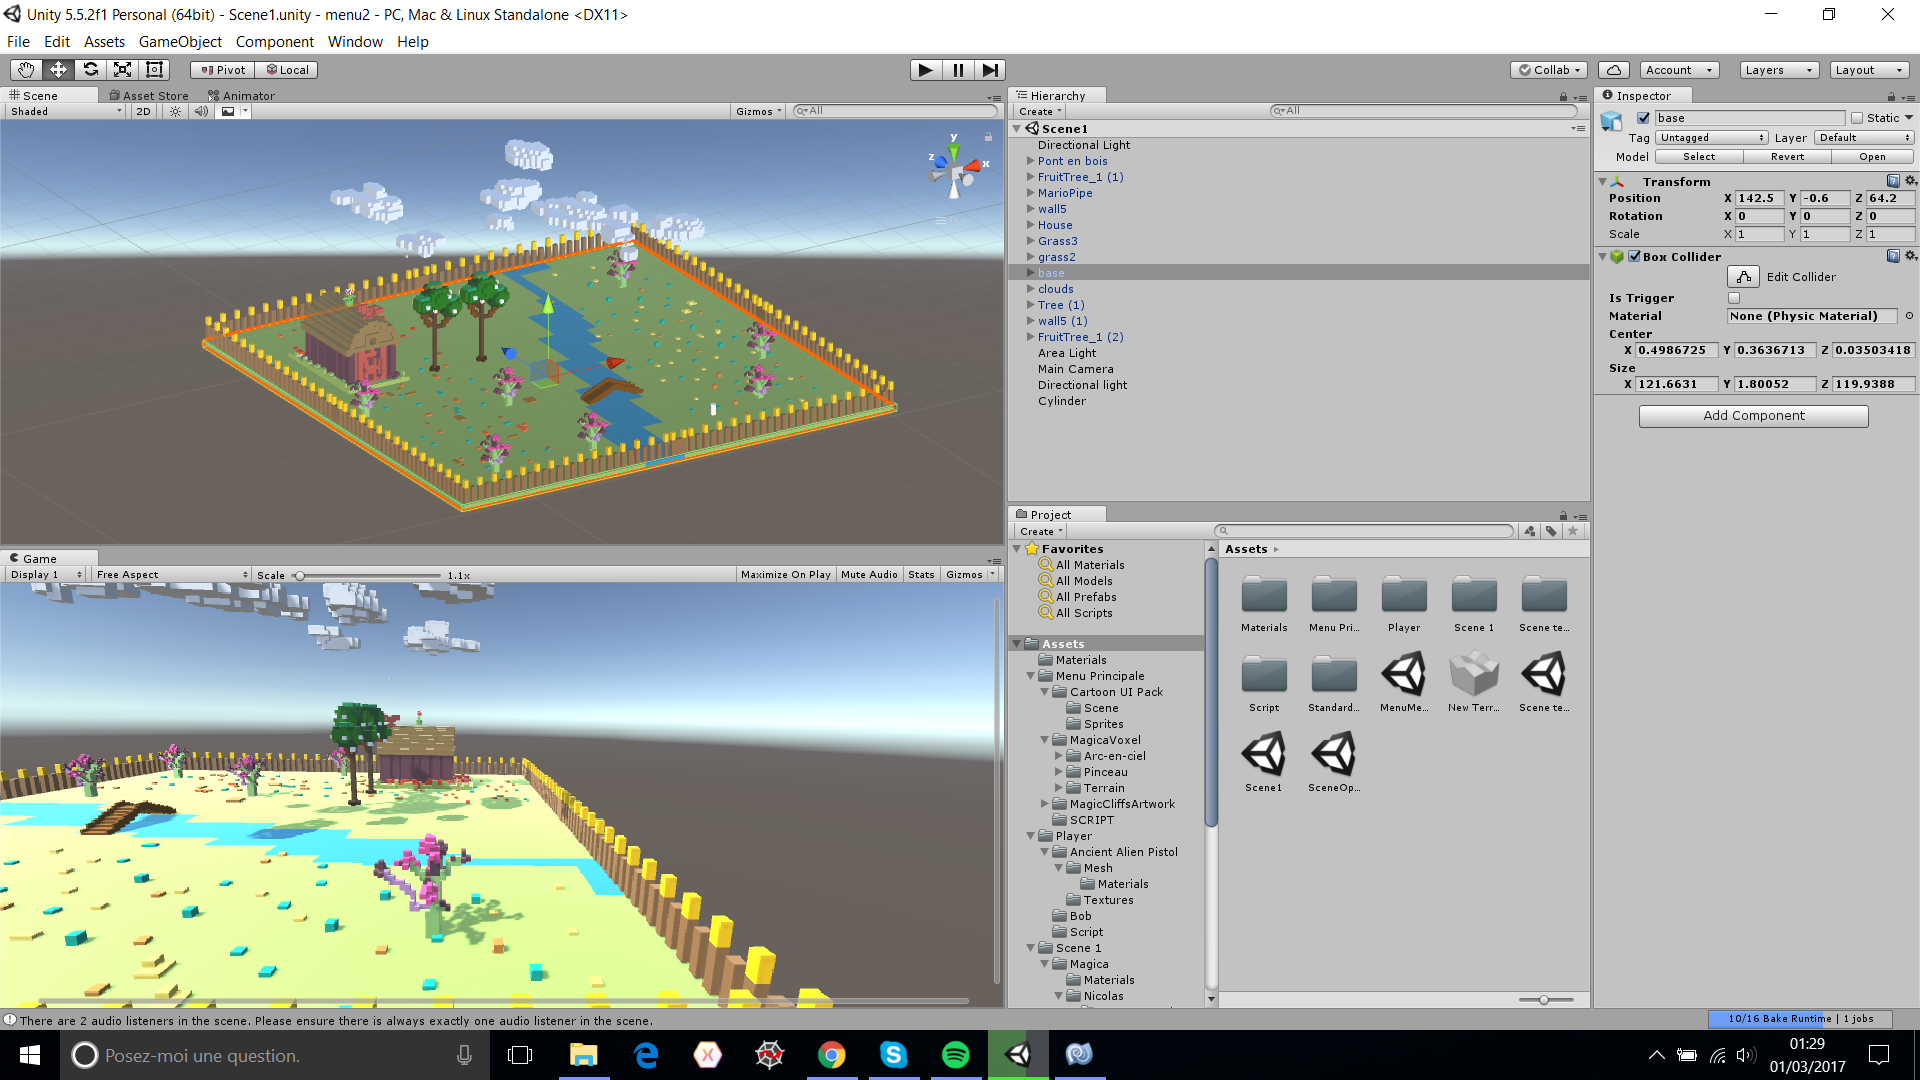 Unity 5.5.2f1 Personal (64bit) - Scene1.unity - menu2 - PC, Mac & Linux Standalone <DX11>
File Edit Assets GameObject Component Window Help
Pivot Local Collab Account Layers Layout
Scene Asset Store Animator
Shaded 2D Gizmos All
y
z x
Game
Display 1 Free Aspect Scale 1.1x Maximize On Play Mute Audio Stats Gizmos
Hierarchy
Create All
Scene1
Directional Light
Pont en bois
FruitTree_1 (1)
MarioPipe
wall5
House
Grass3
grass2
base
clouds
Tree (1)
wall5 (1)
FruitTree_1 (2)
Area Light
Main Camera
Directional light
Cylinder
Project
Create
Favorites
All Materials
All Models
All Prefabs
All Scripts
Assets
Materials
Menu Principale
Cartoon UI Pack
Scene
Sprites
MagicaVoxel
Arc-en-ciel
Pinceau
Terrain
MagicCliffsArtwork
SCRIPT
Player
Ancient Alien Pistol
Mesh
Materials
Textures
Bob
Script
Scene 1
Magica
Materials
Nicolas
Assets
Materials Menu Pri... Player Scene 1 Scene te...
Script Standard... MenuMe... New Terr... Scene te...
Scene1 SceneOp...
Inspector
base Static
Tag Untagged Layer Default
Model Select Revert Open
Transform
Position X 142.5 Y -0.6 Z 64.2
Rotation X 0 Y 0 Z 0
Scale X 1 Y 1 Z 1
Box Collider
Edit Collider
Is Trigger
Material None (Physic Material)
Center
X 0.4986725 Y 0.3636713 Z 0.03503418
Size
X 121.6631 Y 1.80052 Z 119.9388
Add Component
There are 2 audio listeners in the scene. Please ensure there is always exactly one audio listener in the scene.
10/16 Bake Runtime | 1 jobs
Posez-moi une question.
01:29
01/03/2017